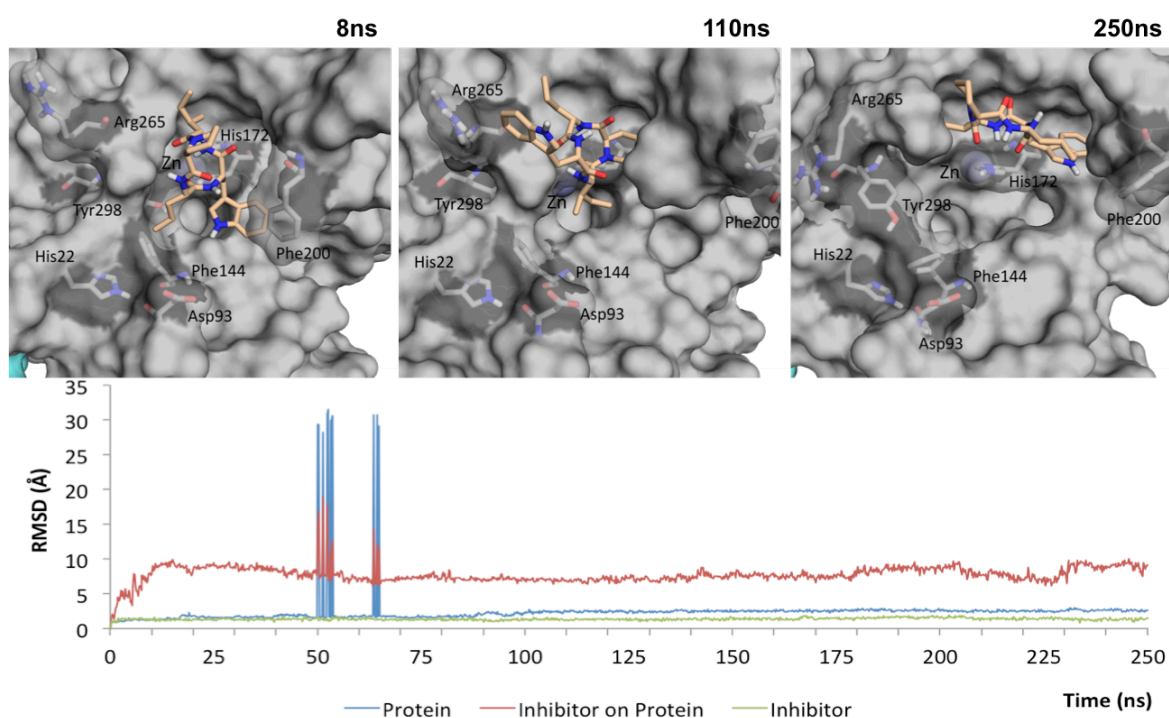 8ns
110ns
250ns
Arg265
His172
Zn
Tyr298
Phe200
His22
Phe144
Asp93
Arg265
Tyr298
Zn
Phe200
His22
Phe144
Asp93
Arg265
Zn
His172
Tyr298
Phe200
His22
Phe144
Asp93
35
30
25
20
15
10
5
0
RMSD (Å)
0 25 50 75 100 125 150 175 200 225 250
Time (ns)
Protein Inhibitor on Protein Inhibitor